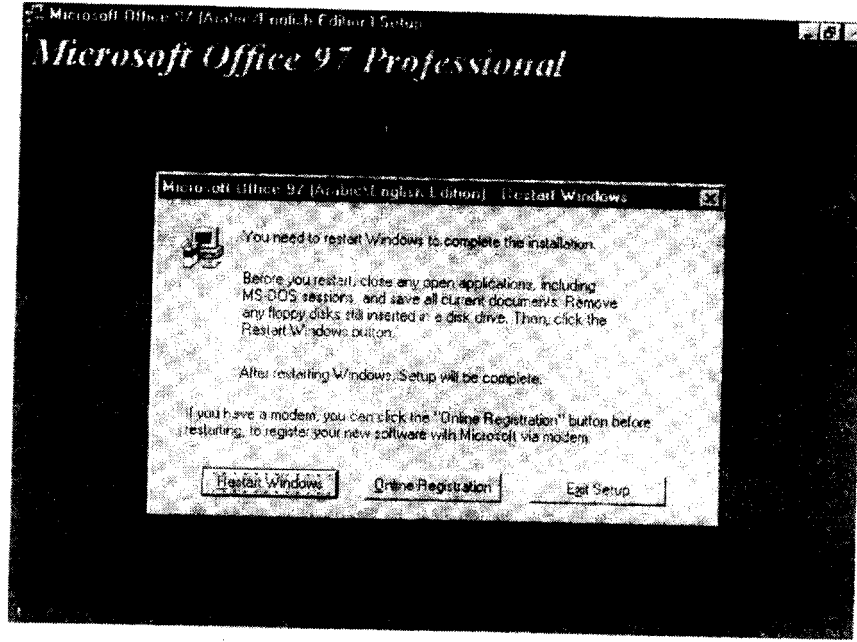 Microsoft Office 97 (Arabic/English Edition) Setup
Microsoft Office 97 Professional
Microsoft Office 97 (Arabic\English Edition) - Restart Windows
You need to restart Windows to complete the installation.
Before you restart, close any open applications, including
MS-DOS sessions, and save all current documents. Remove
any floppy disks still inserted in a disk drive. Then, click the
Restart Windows button.
After restarting Windows, Setup will be complete.
If you have a modem, you can click the "Online Registration" button before
restarting, to register your new software with Microsoft via modem.
Restart Windows Online Registration Exit Setup